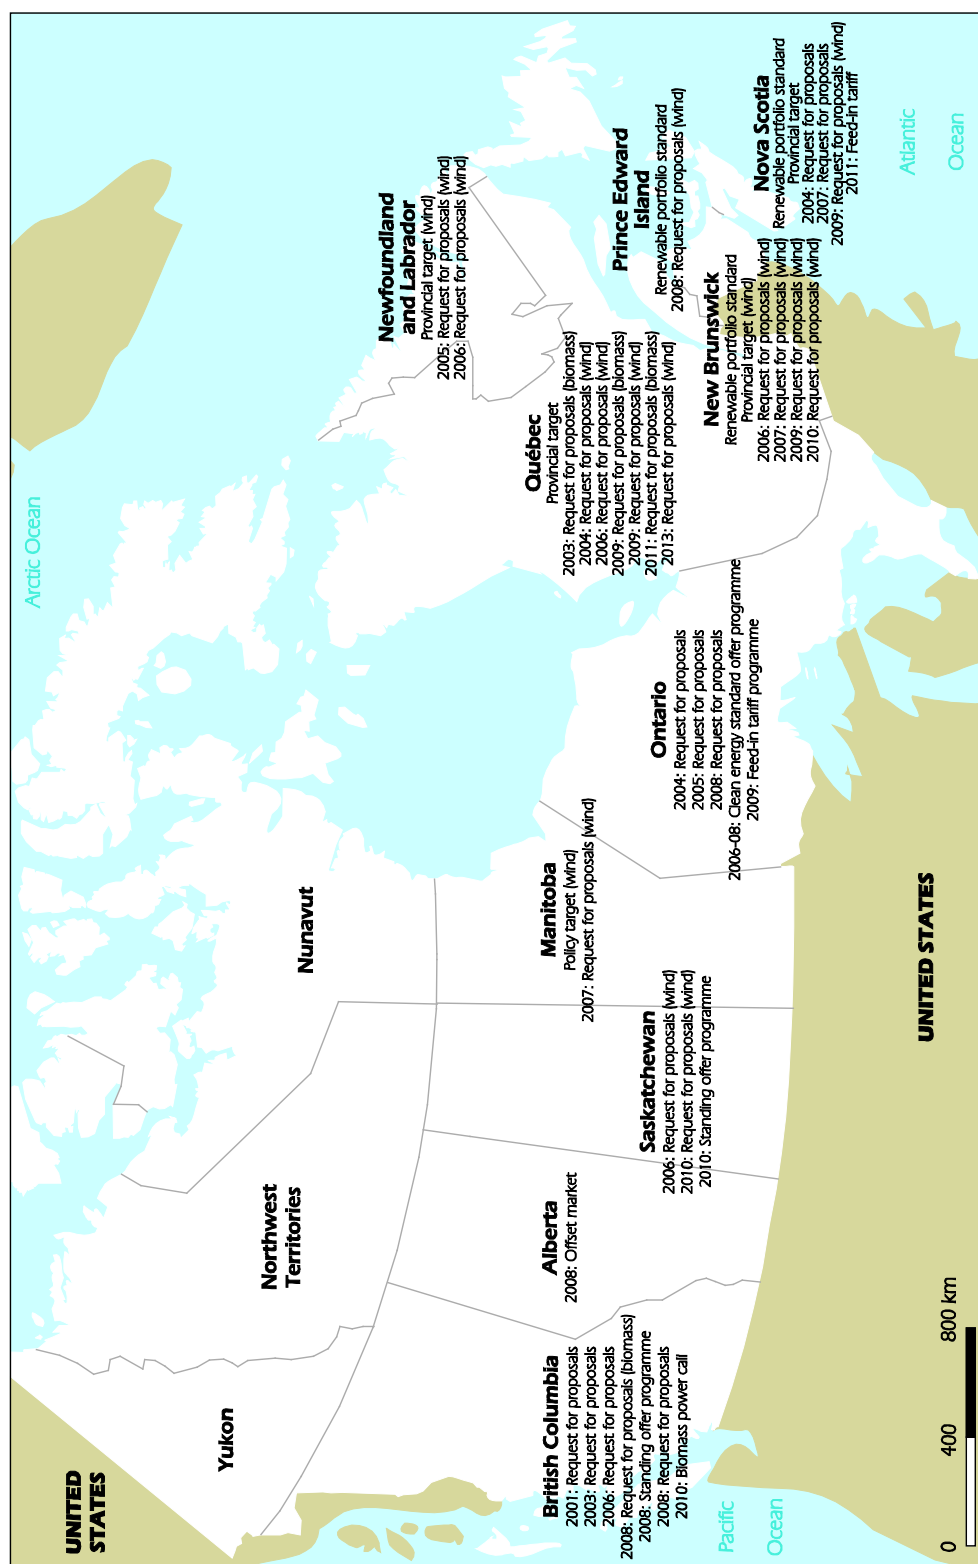 Arctic Ocean
UNITED
STATES
Yukon
Northwest
Territories
Nunavut
Newfoundland
and Labrador
Provincial target (wind)
2005: Request for proposals (wind)
2006: Request for proposals (wind)
British Columbia
2001: Request for proposals
2003: Request for proposals
2006: Request for proposals
2008: Request for proposals (biomass)
2008: Standing offer programme
2008: Request for proposals
2010: Biomass power call
Alberta
2008: Offset market
Saskatchewan
2006: Request for proposals (wind)
2010: Request for proposals (wind)
2010: Standing offer programme
Manitoba
Policy target (wind)
2007: Request for proposals (wind)
Ontario
2004: Request for proposals
2005: Request for proposals
2008: Request for proposals
2006-08: Clean energy standard offer programme
2009: Feed-in tariff programme
Québec
Provincial target
2003: Request for proposals (biomass)
2004: Request for proposals (wind)
2006: Request for proposals (wind)
2009: Request for proposals (biomass)
2009: Request for proposals (wind)
2011: Request for proposals (biomass)
2013: Request for proposals (wind)
Prince Edward
Island
Renewable portfolio standard
2008: Request for proposals (wind)
New Brunswick
Renewable portfolio standard
Provincial target (wind)
2006: Request for proposals (wind)
2007: Request for proposals (wind)
2009: Request for proposals (wind)
2010: Request for proposals (wind)
Nova Scotia
Renewable portfolio standard
Provincial target
2004: Request for proposals
2007: Request for proposals
2009: Request for proposals (wind)
2011: Feed-in tariff
Pacific
Ocean
Atlantic
Ocean
UNITED STATES
0 400 800 km